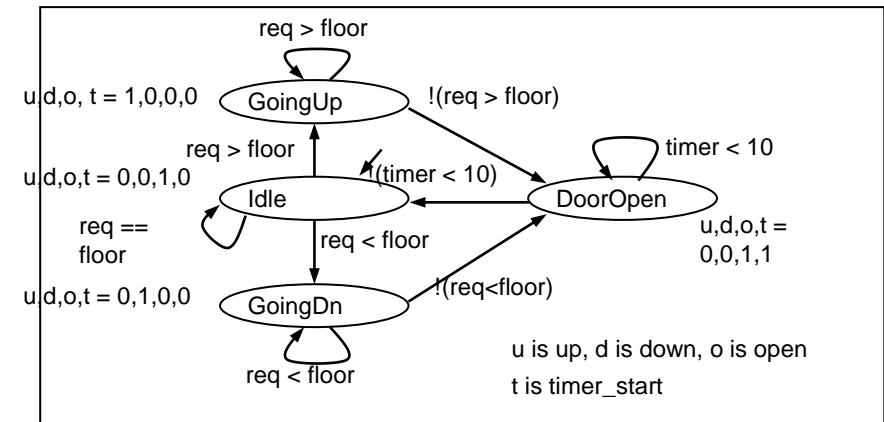 req > floor
u,d,o, t = 1,0,0,0
GoingUp
!(req > floor)
req > floor
!(timer < 10)
timer < 10
u,d,o,t = 0,0,1,0
Idle
DoorOpen
req ==
floor
req < floor
u,d,o,t =
0,0,1,1
u,d,o,t = 0,1,0,0
GoingDn
!(req<floor)
req < floor
u is up, d is down, o is open
t is timer_start